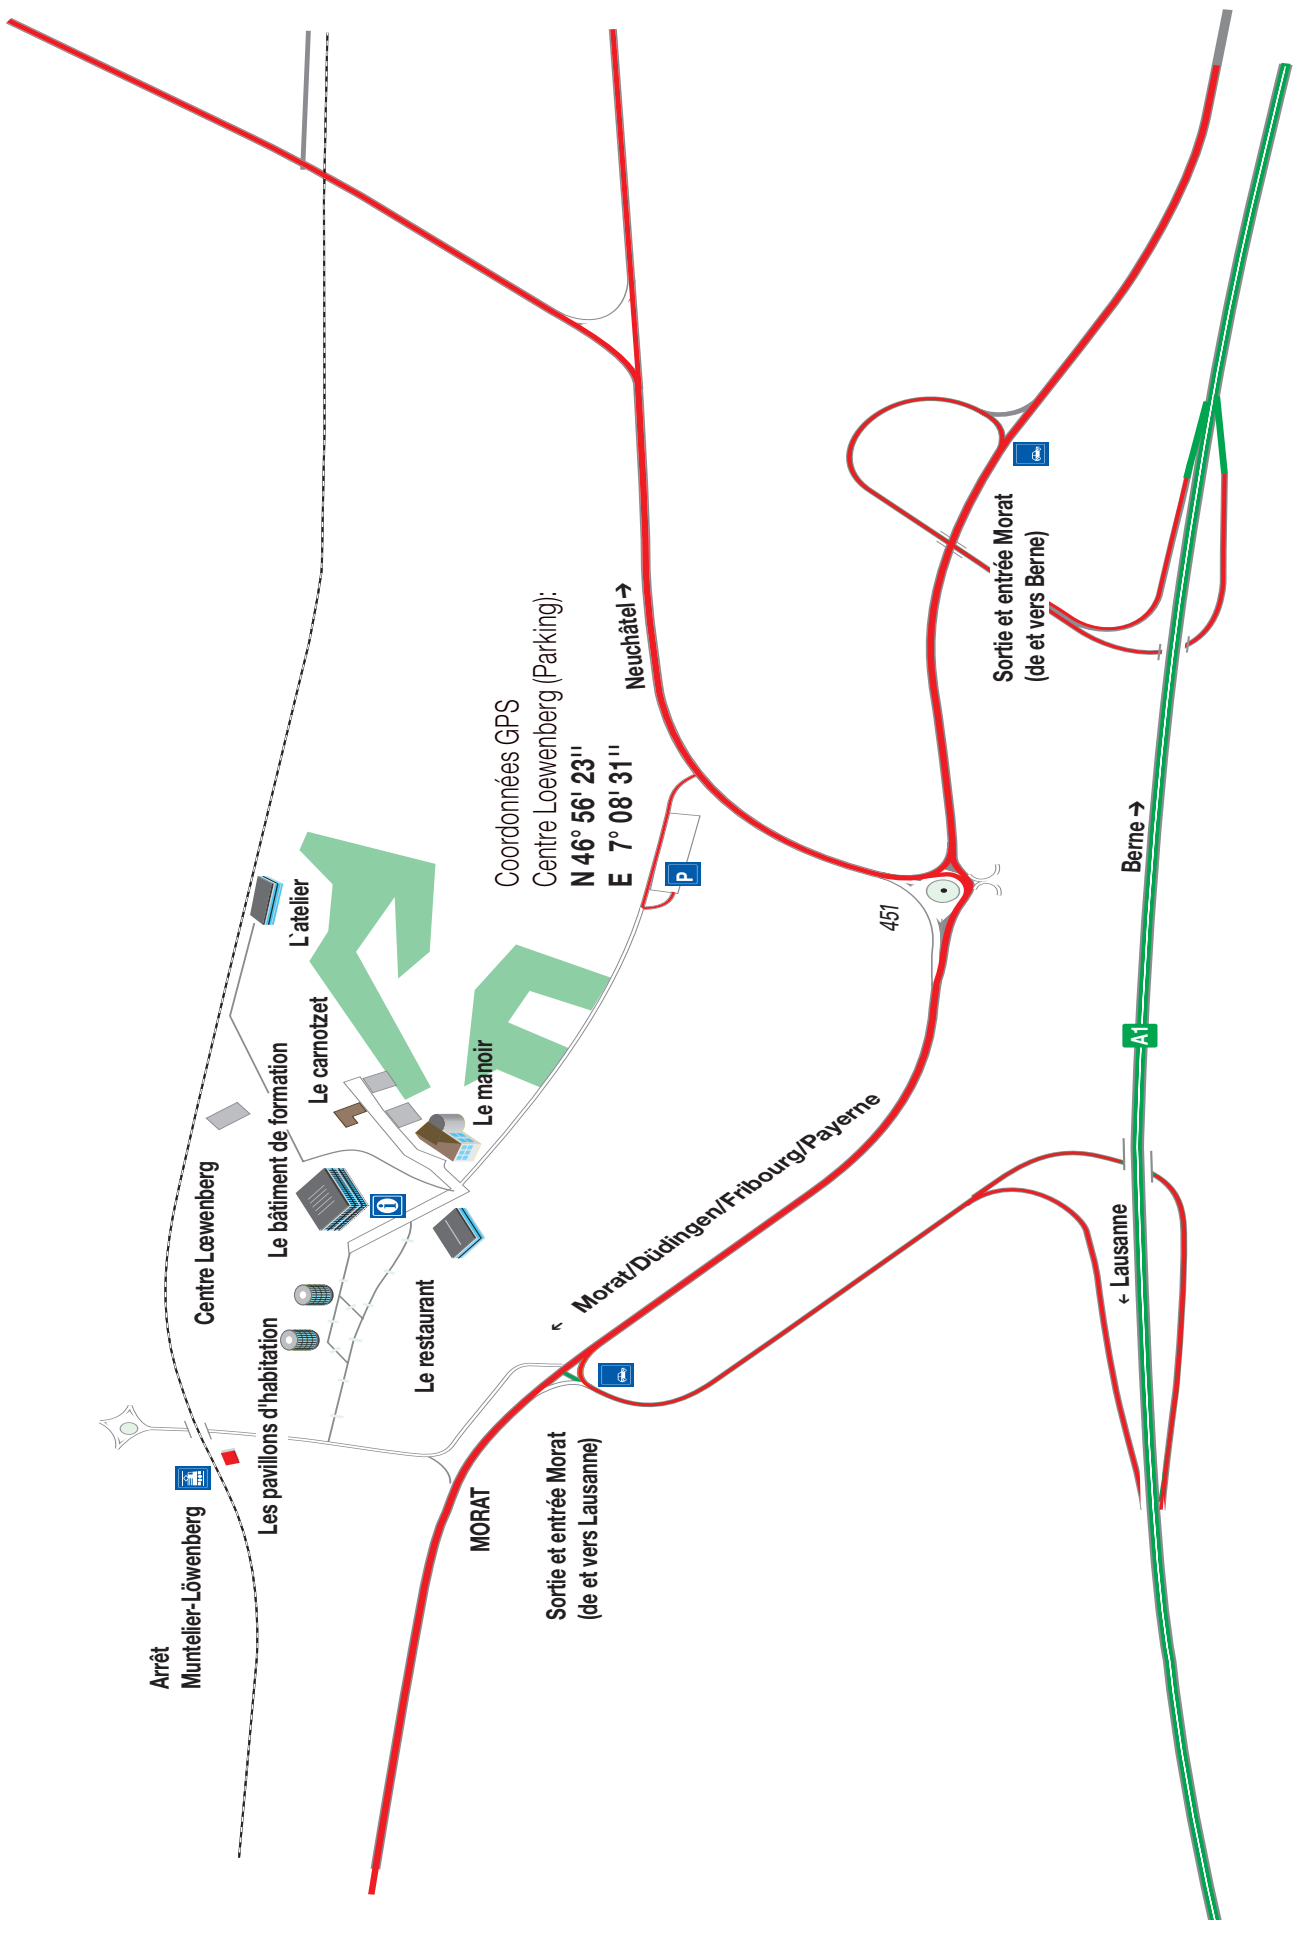 Arrêt
Muntelier-Löwenberg
Centre Lœwenberg
Les pavillons d'habitation
Le bâtiment de formation
L`atelier
Le carnotzet
i
Le restaurant
Le manoir
MORAT
Coordonnées GPS
Centre Loewenberg (Parking):
N 46° 56' 23''
E 7° 08' 31''
Neuchâtel →
P
Sortie et entrée Morat
(de et vers Lausanne)
← Morat/Düdingen/Fribourg/Payerne
451
Sortie et entrée Morat
(de et vers Berne)
← Lausanne
A1
Berne →